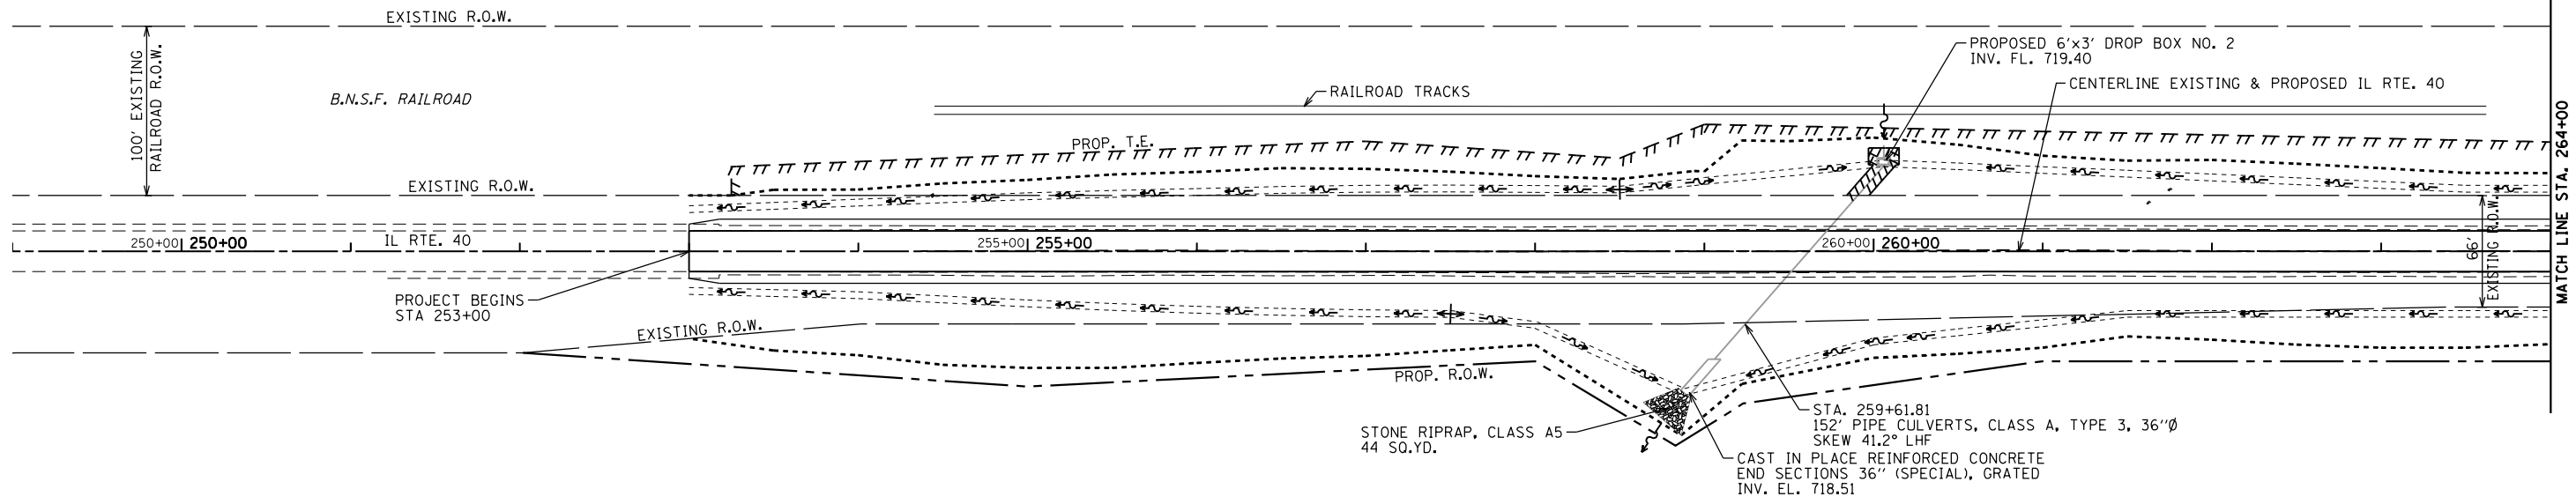 EXISTING R.O.W.
100' EXISTING
RAILROAD R.O.W.
B.N.S.F. RAILROAD
RAILROAD TRACKS
PROPOSED 6'x3' DROP BOX NO. 2
INV. FL. 719.40
CENTERLINE EXISTING & PROPOSED IL RTE. 40
PROP. T.E.
EXISTING R.O.W.
250+00 250+00
IL RTE. 40
255+00 255+00
260+00 260+00
66'
EXISTING R.O.W.
MATCH LINE STA. 264+00
PROJECT BEGINS
STA 253+00
EXISTING R.O.W.
PROP. R.O.W.
STONE RIPRAP, CLASS A5
44 SQ.YD.
STA. 259+61.81
152' PIPE CULVERTS, CLASS A, TYPE 3, 36"Ø
SKEW 41.2° LHF
CAST IN PLACE REINFORCED CONCRETE
END SECTIONS 36" (SPECIAL), GRATED
INV. EL. 718.51